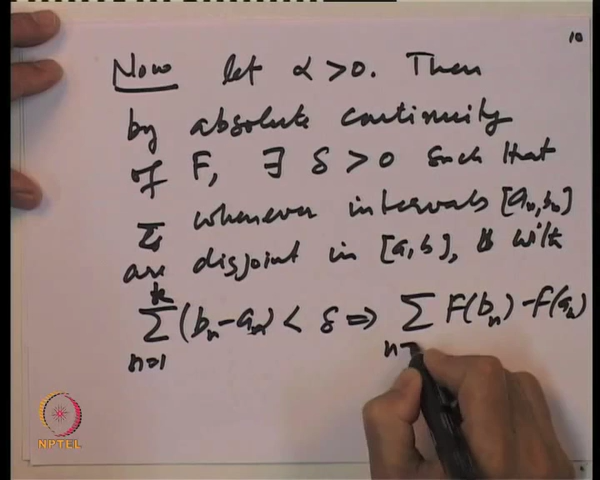 10
Now let α > 0. Then
by absolute continuity
of F, ∃ δ > 0 such that
whenever intervals [aₙ, bₙ]
are disjoint in [a, b], with
∑ₙ₌₁ᵏ (bₙ - aₙ) < δ ⇒ ∑ₙ₌ F(bₙ) - F(aₙ)
NPTEL